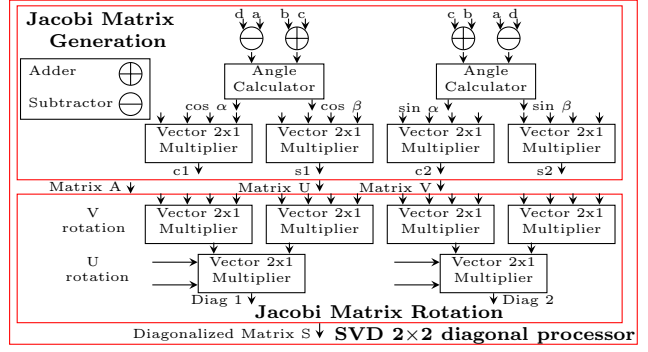 Jacobi Matrix
Generation
d a b c c b a d
Adder
Subtractor
Angle
Calculator
Angle
Calculator
cos α cos β sin α sin β
Vector 2x1
Multiplier
Vector 2x1
Multiplier
Vector 2x1
Multiplier
Vector 2x1
Multiplier
c1 s1 c2 s2
Matrix A Matrix U Matrix V
V
rotation
Vector 2x1
Multiplier
Vector 2x1
Multiplier
Vector 2x1
Multiplier
Vector 2x1
Multiplier
U
rotation
Vector 2x1
Multiplier
Vector 2x1
Multiplier
Diag 1 Diag 2
Jacobi Matrix Rotation
Diagonalized Matrix S SVD 2×2 diagonal processor